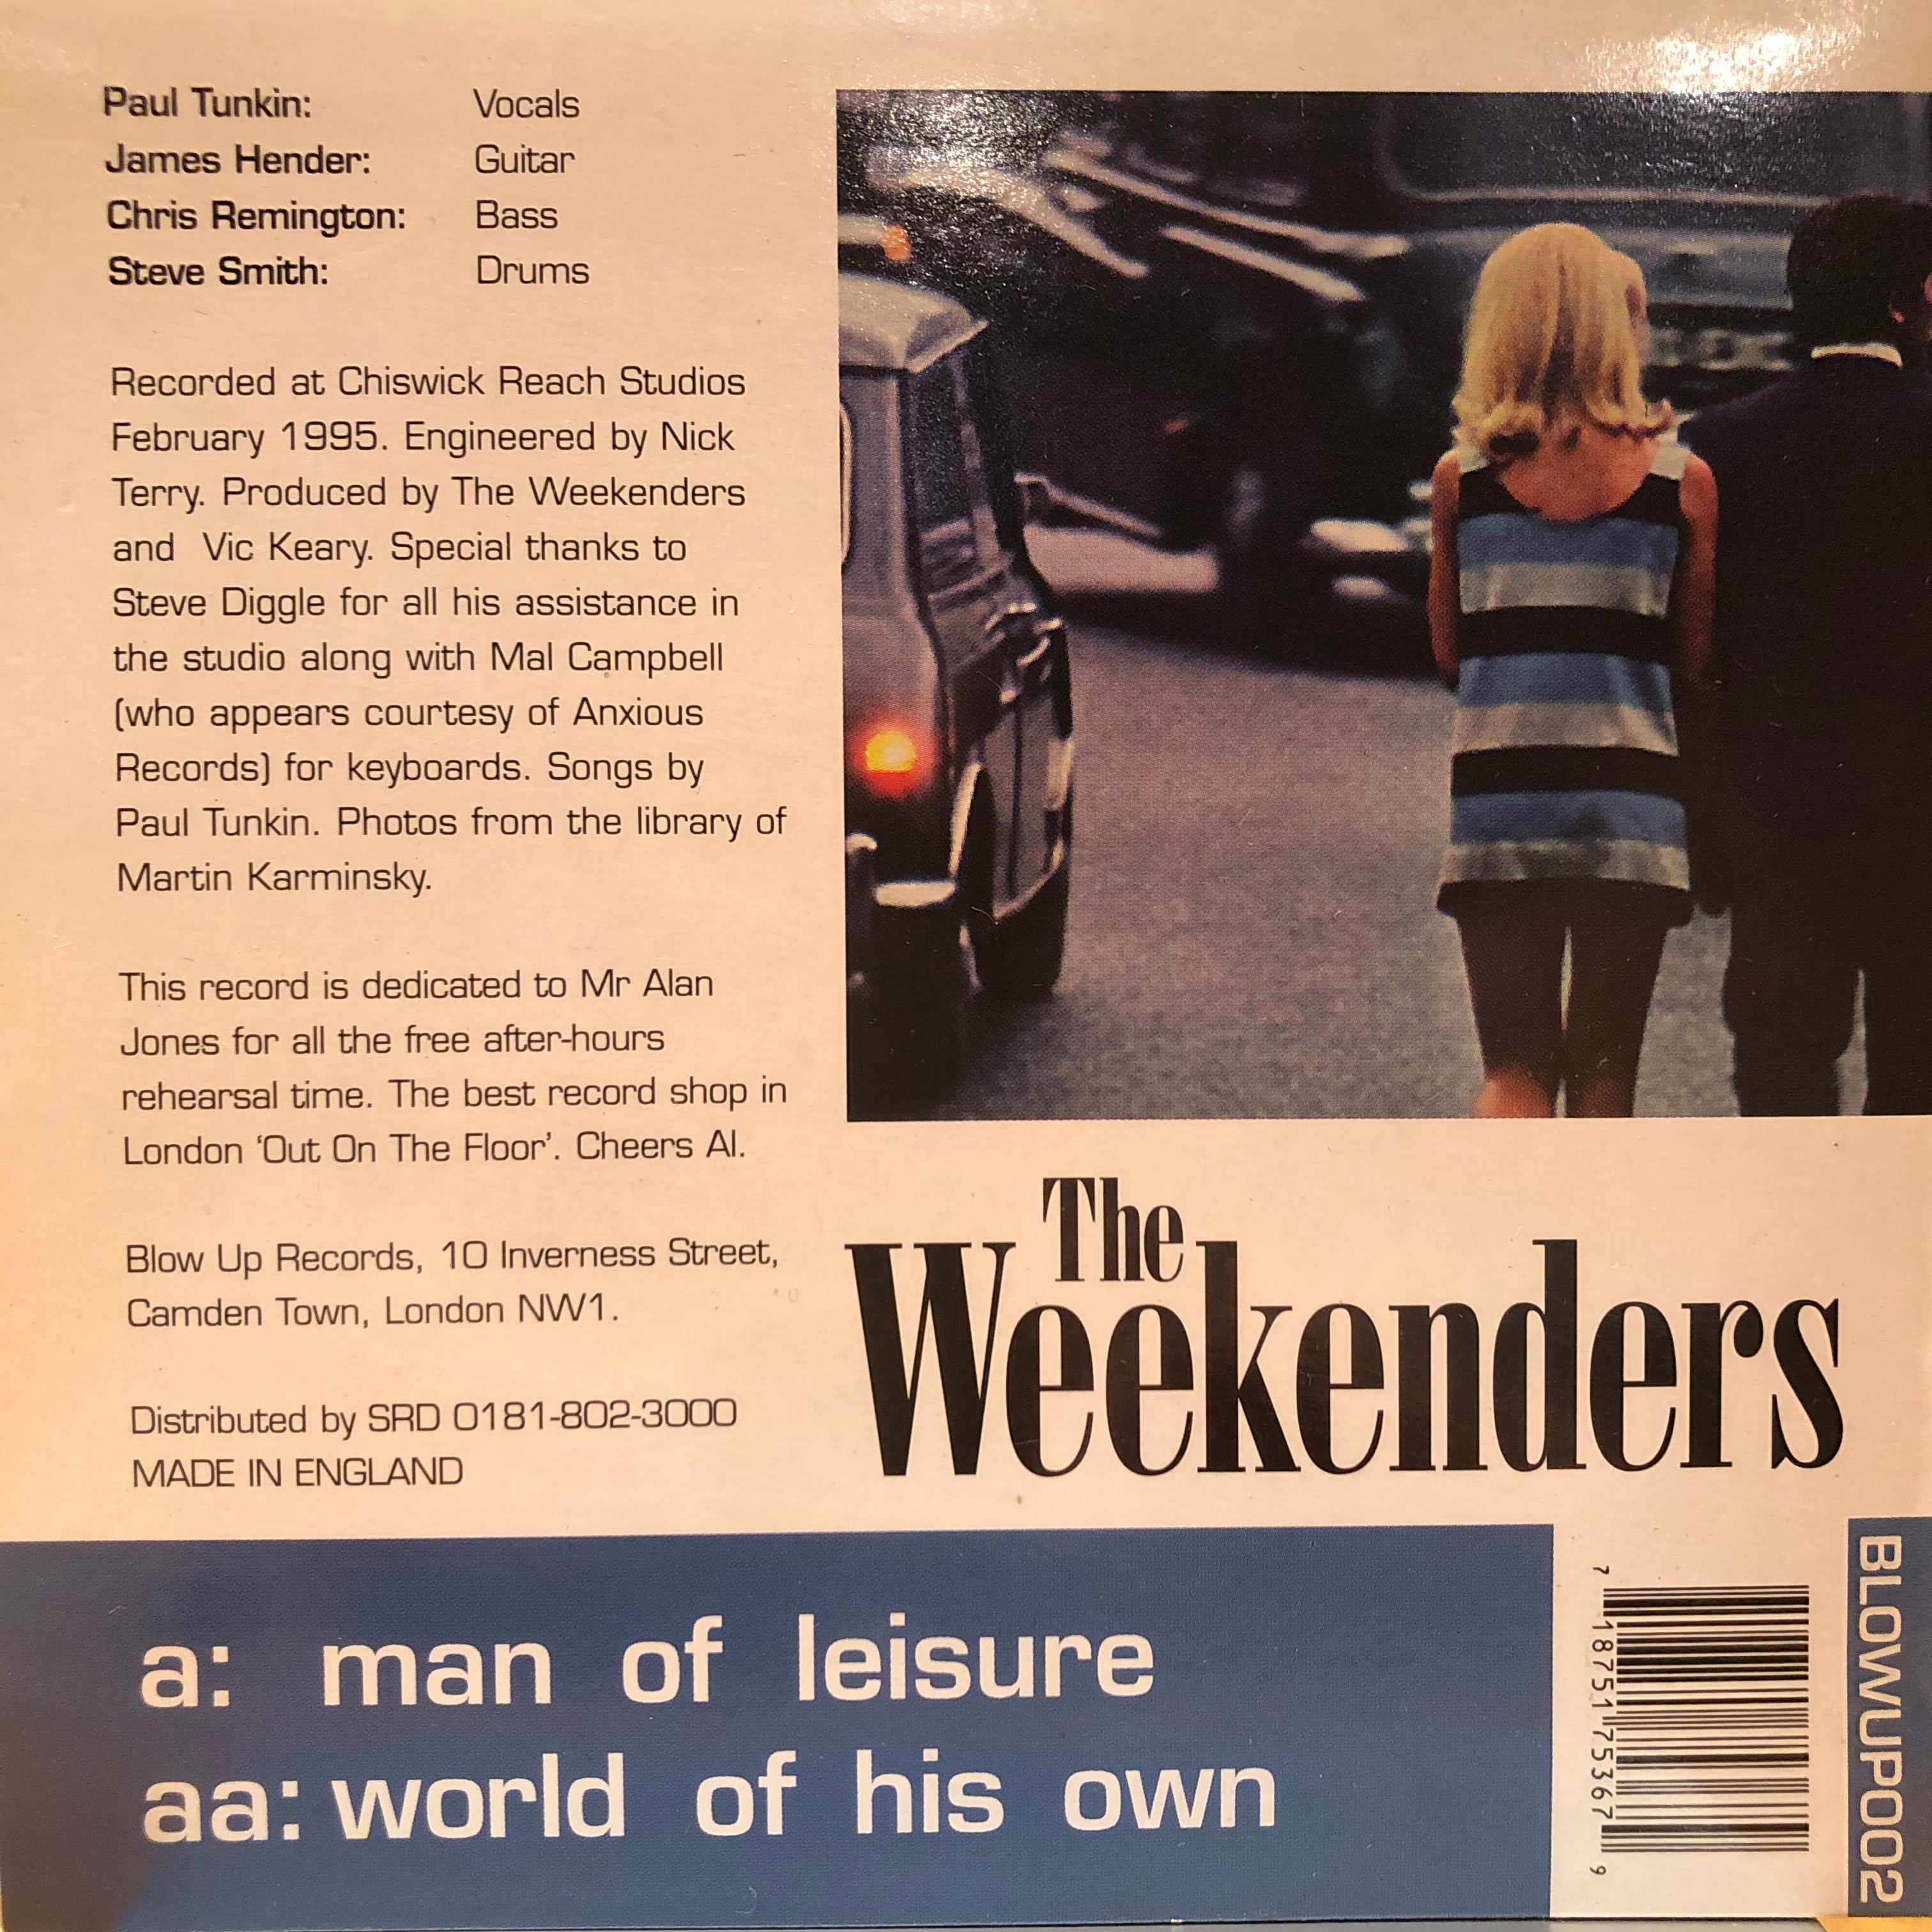 Paul Tunkin: Vocals
James Hender: Guitar
Chris Remington: Bass
Steve Smith: Drums
Recorded at Chiswick Reach Studios
February 1995. Engineered by Nick
Terry. Produced by The Weekenders
and Vic Keary. Special thanks to
Steve Diggle for all his assistance in
the studio along with Mal Campbell
(who appears courtesy of Anxious
Records) for keyboards. Songs by
Paul Tunkin. Photos from the library of
Martin Karminsky.
This record is dedicated to Mr Alan
Jones for all the free after-hours
rehearsal time. The best record shop in
London ‘Out On The Floor’. Cheers Al.
Blow Up Records, 10 Inverness Street,
Camden Town, London NW1.
Distributed by SRD 0181-802-3000
MADE IN ENGLAND
The
Weekenders
a: man of leisure
aa: world of his own
7 18751 75367 9
BLOWUP002